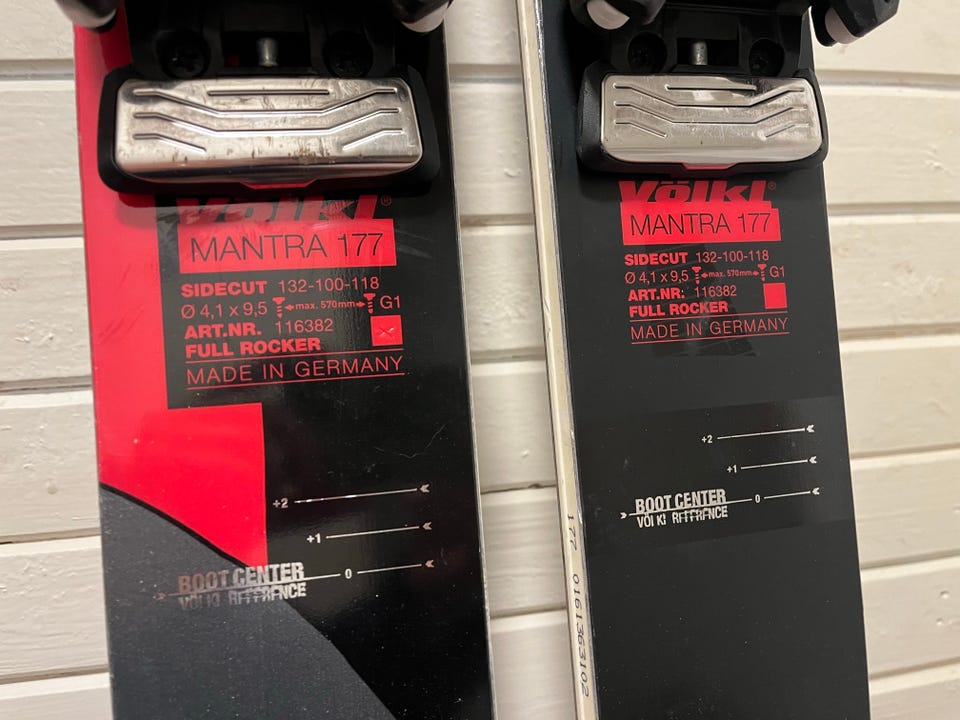 Völkl®
MANTRA 177
SIDECUT 132-100-118
Ø 4,1 x 9,5 max. 570mm G1
ART.NR. 116382
FULL ROCKER
MADE IN GERMANY
+2
+1
BOOT CENTER 0
VÖLKL REFERENCE
Völkl®
MANTRA 177
SIDECUT 132-100-118
Ø 4,1 x 9,5 max. 570mm G1
ART.NR: 116382
FULL ROCKER
MADE IN GERMANY
+2
+1
BOOT CENTER 0
VÖLKL REFERENCE
177 0161363102